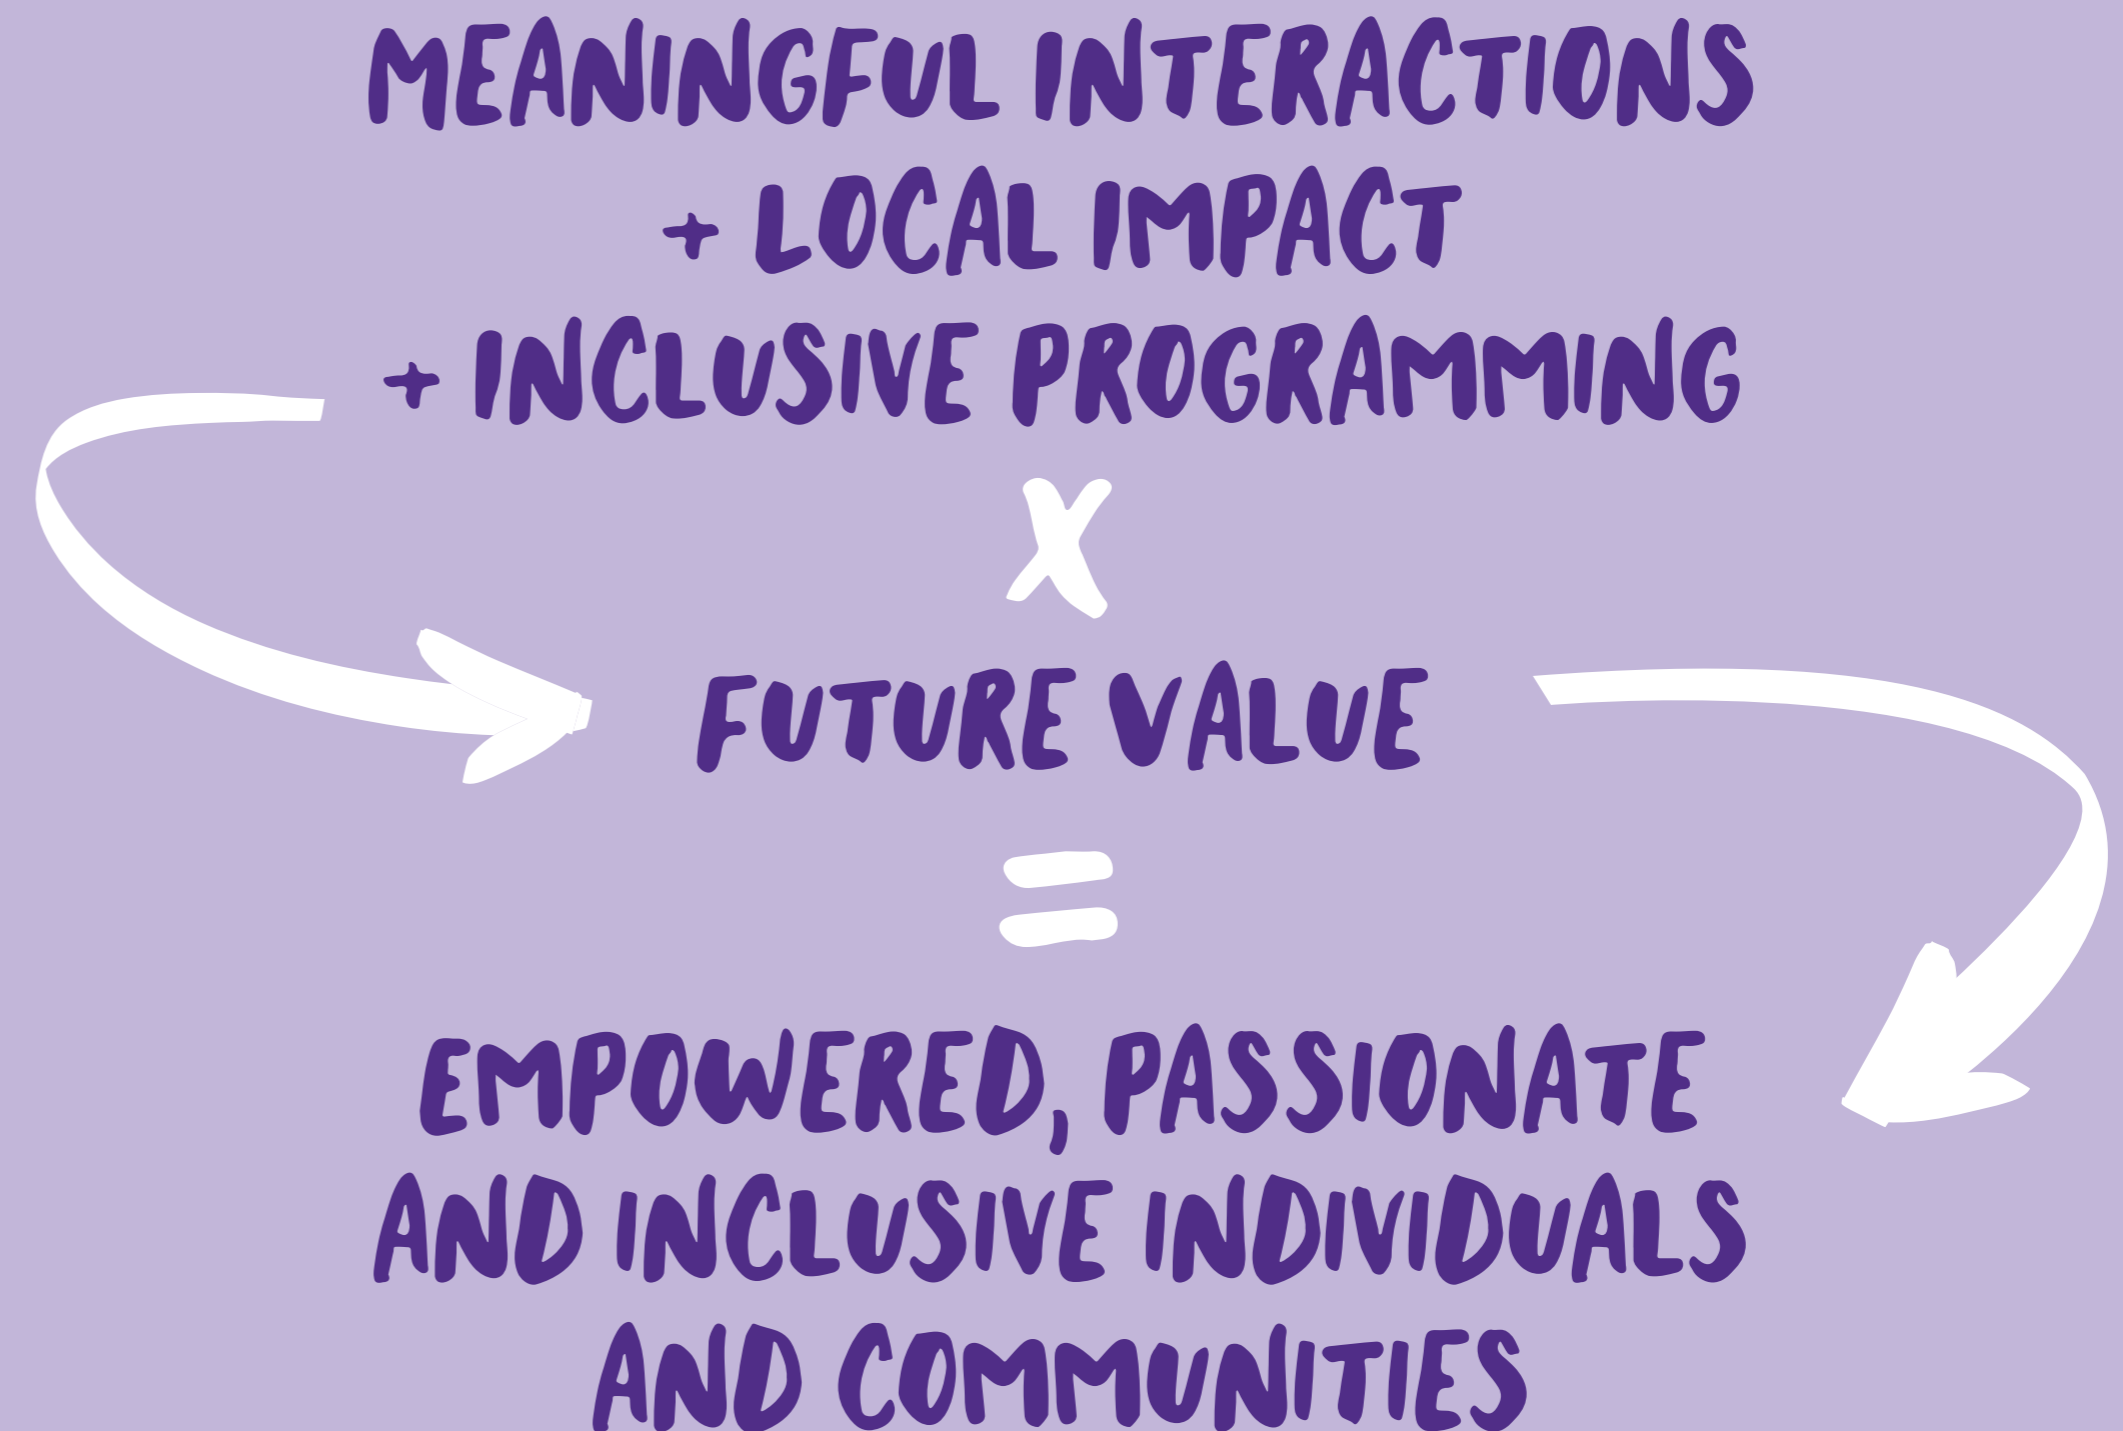 MEANINGFUL INTERACTIONS
+ LOCAL IMPACT
+ INCLUSIVE PROGRAMMING
X
FUTURE VALUE
=
EMPOWERED, PASSIONATE
AND INCLUSIVE INDIVIDUALS
AND COMMUNITIES